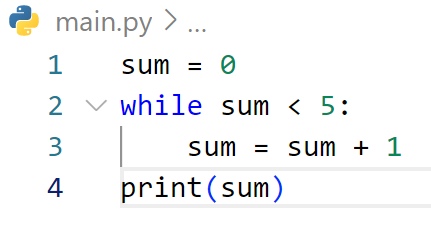 main.py > ...
1 sum = 0
2 while sum < 5:
3     sum = sum + 1
4 print(sum)